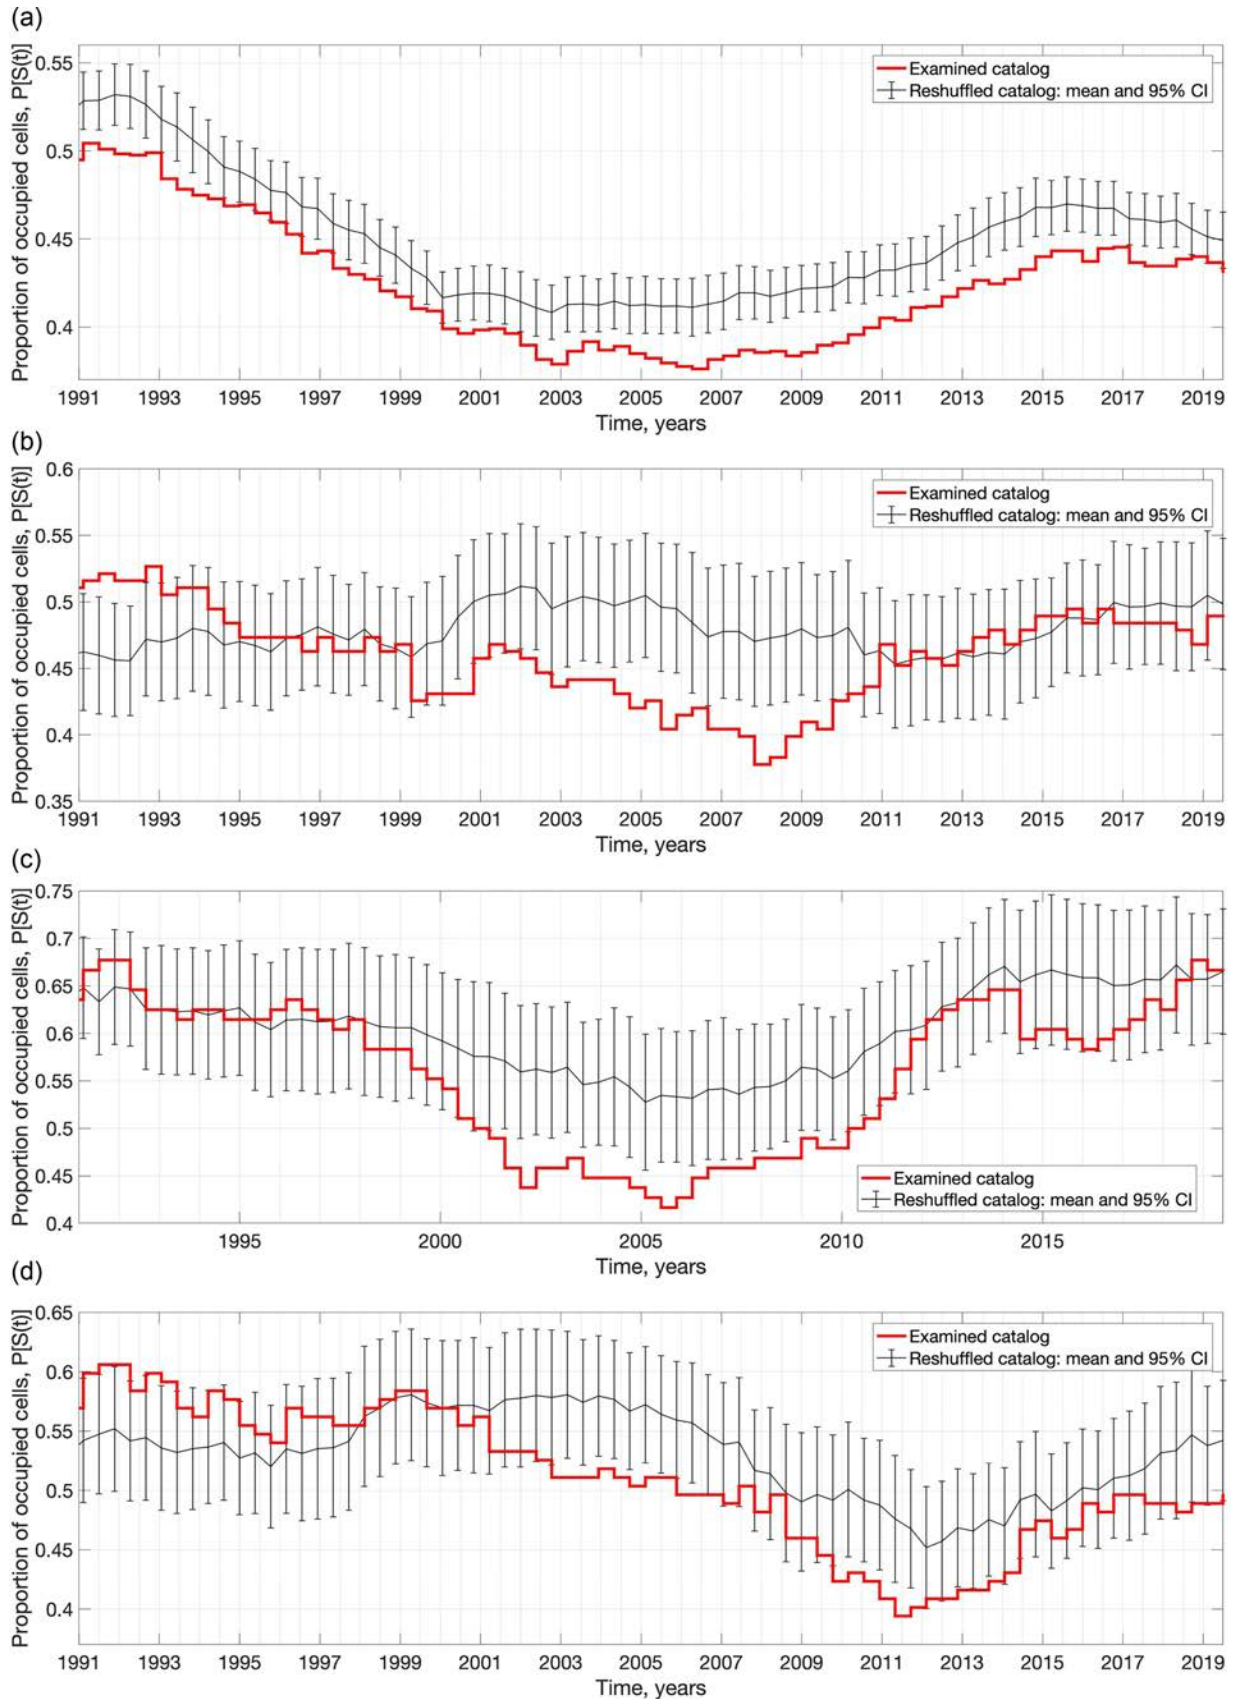 (a)
Proportion of occupied cells, P[S(t)]
0.55
0.5
0.45
0.4
Examined catalog
Reshuffled catalog: mean and 95% CI
1991 1993 1995 1997 1999 2001 2003 2005 2007 2009 2011 2013 2015 2017 2019
Time, years
(b)
Proportion of occupied cells, P[S(t)]
0.6
0.55
0.5
0.45
0.4
0.35
Examined catalog
Reshuffled catalog: mean and 95% CI
1991 1993 1995 1997 1999 2001 2003 2005 2007 2009 2011 2013 2015 2017 2019
Time, years
(c)
Proportion of occupied cells, P[S(t)]
0.75
0.7
0.65
0.6
0.55
0.5
0.45
0.4
Examined catalog
Reshuffled catalog: mean and 95% CI
1995 2000 2005 2010 2015
Time, years
(d)
Proportion of occupied cells, P[S(t)]
0.65
0.6
0.55
0.5
0.45
0.4
Examined catalog
Reshuffled catalog: mean and 95% CI
1991 1993 1995 1997 1999 2001 2003 2005 2007 2009 2011 2013 2015 2017 2019
Time, years